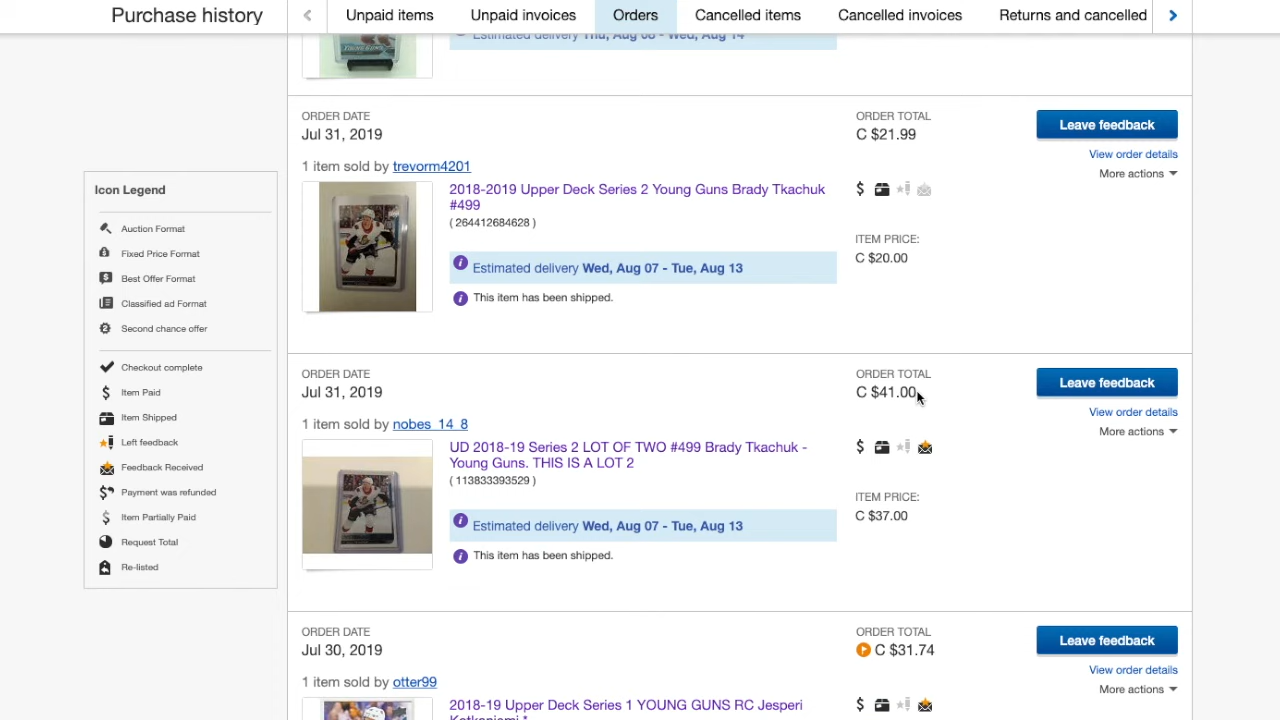 Purchase history
Unpaid items
Unpaid invoices
Orders
Cancelled items
Cancelled invoices
Returns and cancelled
Estimated delivery Thu, Aug 08 - Wed, Aug 14
ORDER DATE
Jul 31, 2019
ORDER TOTAL
C $21.99
Leave feedback
View order details
More actions
1 item sold by trevorm4201
2018-2019 Upper Deck Series 2 Young Guns Brady Tkachuk
#499
( 264412684628 )
ITEM PRICE:
C $20.00
Estimated delivery Wed, Aug 07 - Tue, Aug 13
This item has been shipped.
Icon Legend
Auction Format
Fixed Price Format
Best Offer Format
Classified ad Format
Second chance offer
Checkout complete
Item Paid
Item Shipped
Left feedback
Feedback Received
Payment was refunded
Item Partially Paid
Request Total
Re-listed
ORDER DATE
Jul 31, 2019
ORDER TOTAL
C $41.00
Leave feedback
View order details
More actions
1 item sold by nobes_14_8
UD 2018-19 Series 2 LOT OF TWO #499 Brady Tkachuk -
Young Guns. THIS IS A LOT 2
( 113833393529 )
ITEM PRICE:
C $37.00
Estimated delivery Wed, Aug 07 - Tue, Aug 13
This item has been shipped.
ORDER DATE
Jul 30, 2019
ORDER TOTAL
C $31.74
Leave feedback
View order details
More actions
1 item sold by otter99
2018-19 Upper Deck Series 1 YOUNG GUNS RC Jesperi
Kotkaniemi *